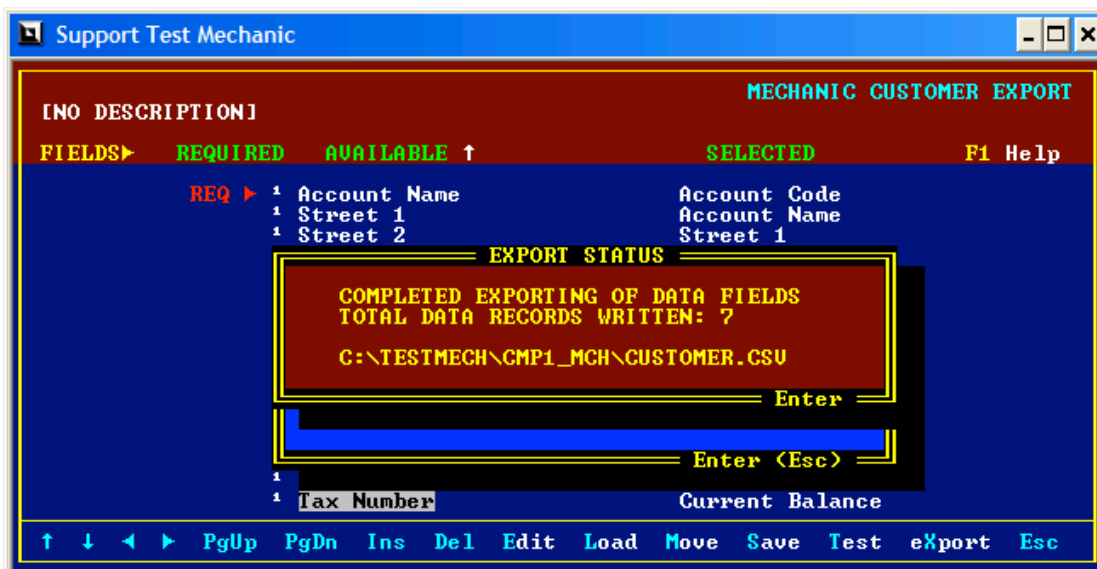 Support Test Mechanic
MECHANIC CUSTOMER EXPORT
[NO DESCRIPTION]
FIELDS► REQUIRED AVAILABLE ↑ SELECTED F1 Help
REQ ► ¹ Account Name Account Code
¹ Street 1 Account Name
¹ Street 2 Street 1
EXPORT STATUS
COMPLETED EXPORTING OF DATA FIELDS
TOTAL DATA RECORDS WRITTEN: 7
C:\TESTMECH\CMP1_MCH\CUSTOMER.CSV
Enter
Enter (Esc)
¹
¹ Tax Number Current Balance
↑ ↓ ◄ ► PgUp PgDn Ins Del Edit Load Move Save Test eXport Esc